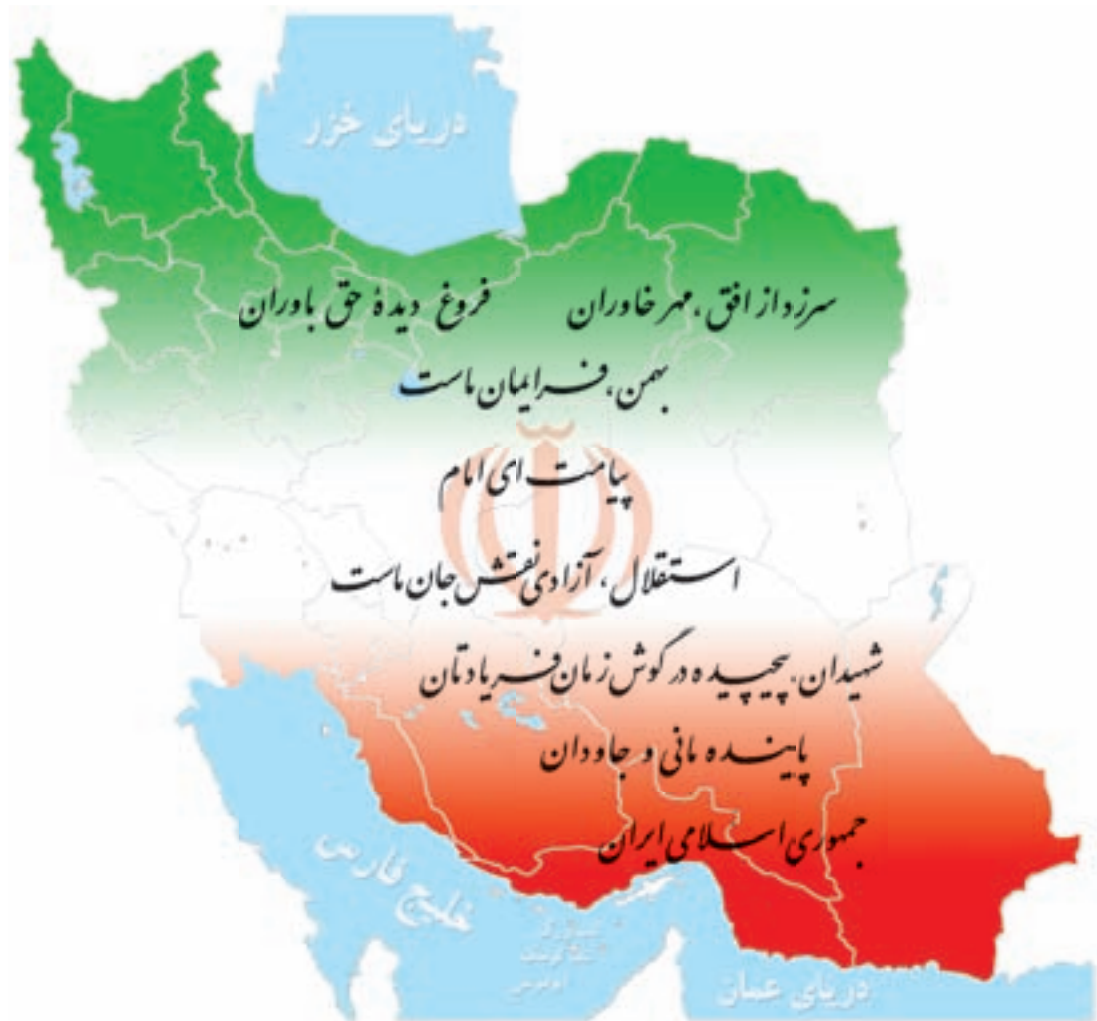 دریای خزر
سرزد از افق، مهر خاوران فروغ دیدهٔ حق باوران
بهمن، فر ایمان ماست
پیامت ای امام
استقلال، آزادی نقش جان ماست
شهیدان، پیچیده در گوش زمان فریادتان
پاینده مانی و جاودان
جمهوری اسلامی ایران
خلیج فارس
دریای عمان